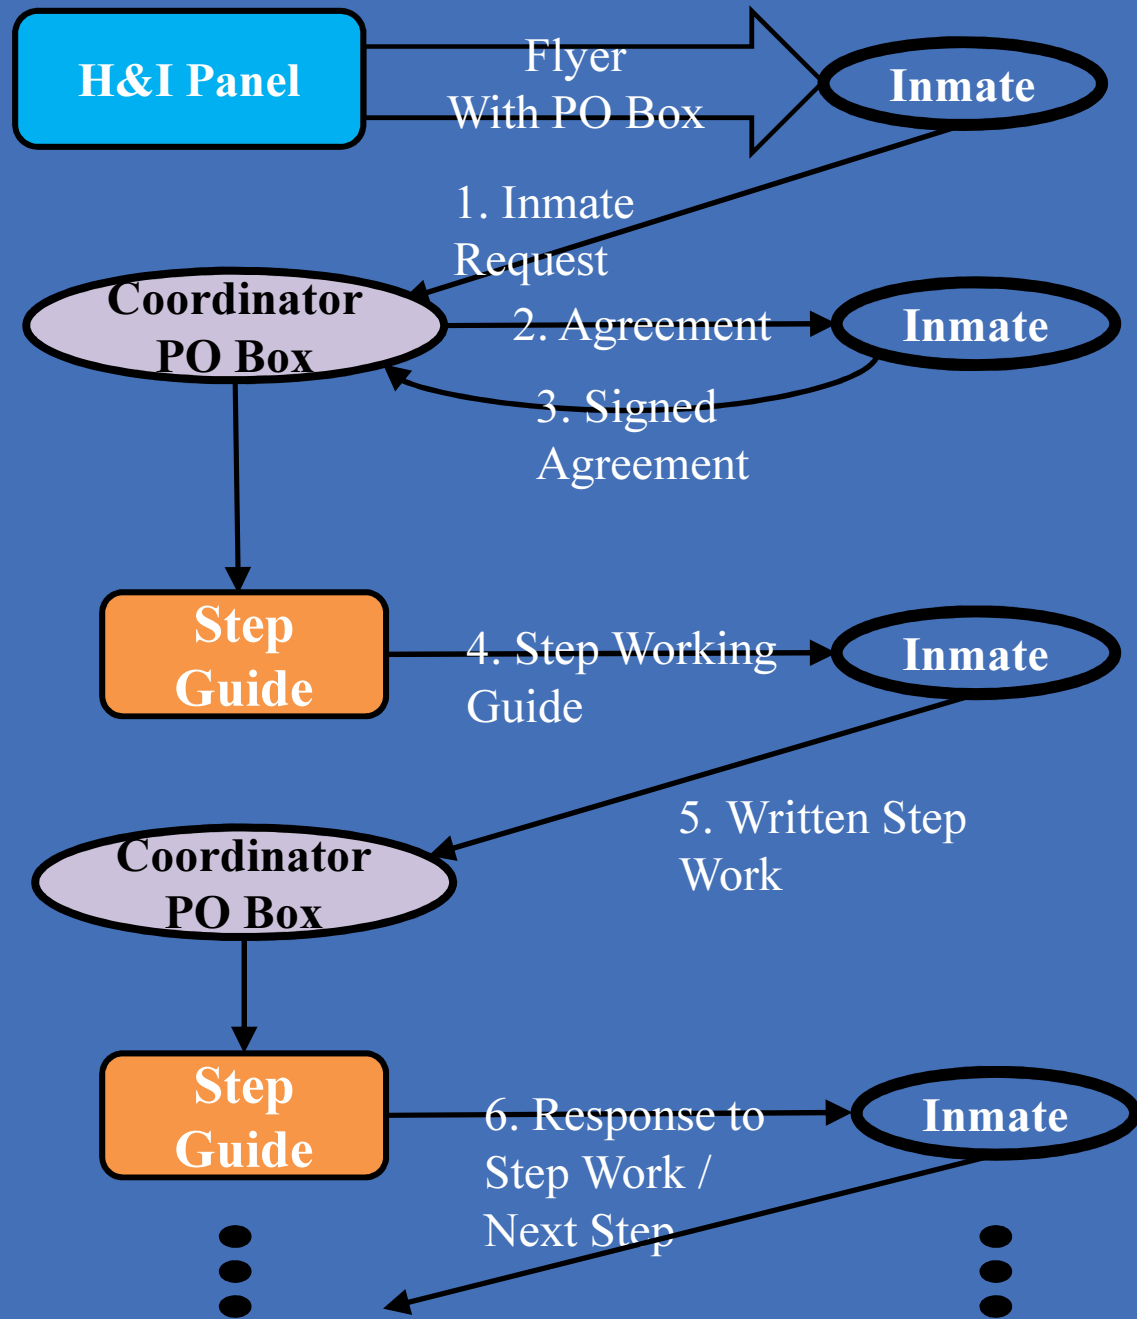 H&I Panel
Flyer
With PO Box
Inmate
1. Inmate
Request
Coordinator
PO Box
2. Agreement
Inmate
3. Signed
Agreement
Step
Guide
4. Step Working
Guide
Inmate
5. Written Step
Work
Coordinator
PO Box
Step
Guide
6. Response to
Step Work /
Next Step
Inmate